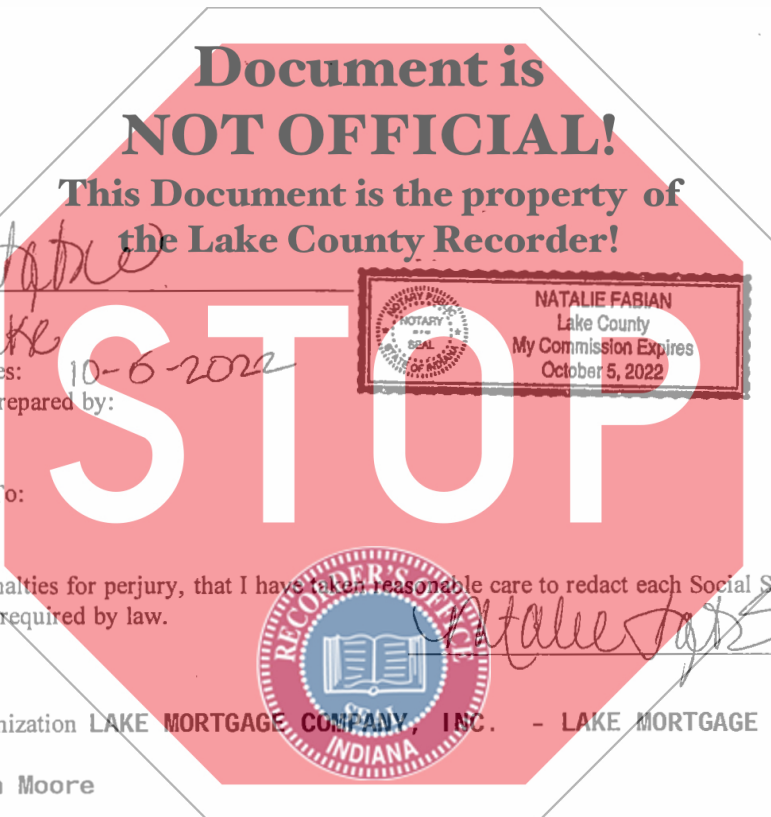 Document is
NOT OFFICIAL!
This Document is the property of
the Lake County Recorder!
NOTARY PUBLIC
NOTARY
SEAL
OF INDIANA
NATALIE FABIAN
Lake County
My Commission Expires
October 5, 2022
es: 10-6-2022
repared by:
STOP
To:
nalties for perjury, that I have taken reasonable care to redact each Social S
required by law.
RECORDER'S OFFICE
SEAL
INDIANA
nization LAKE MORTGAGE COMPANY, INC. - LAKE MORTGAGE
Moore